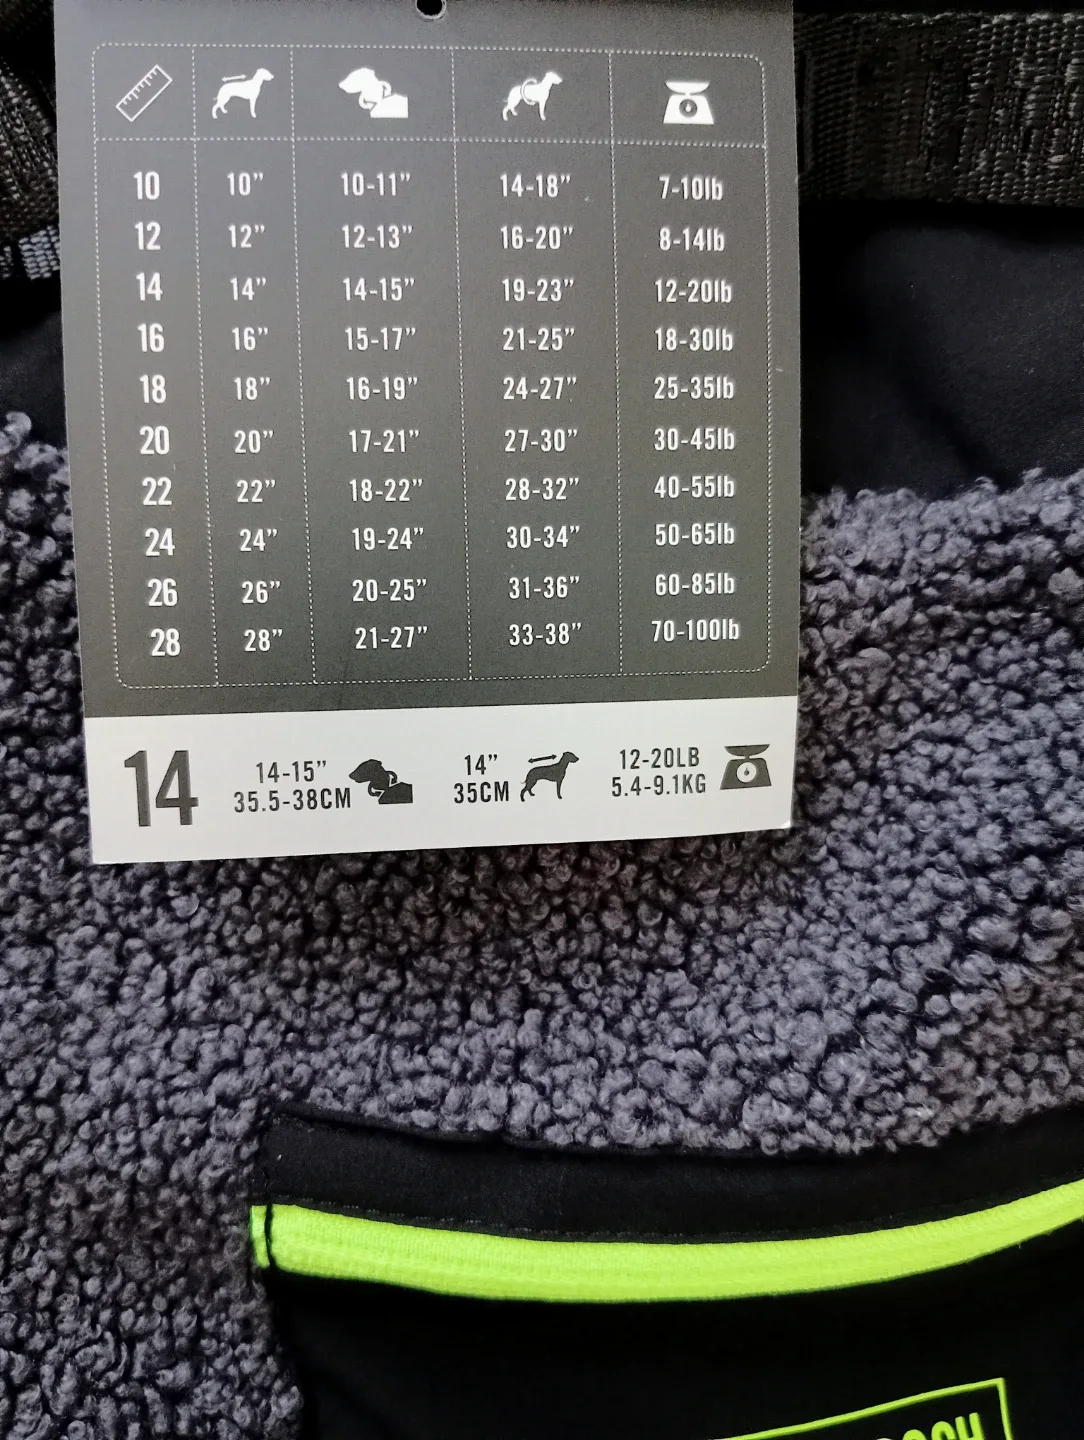 10 10” 10-11” 14-18” 7-10lb
12 12” 12-13” 16-20” 8-14lb
14 14” 14-15” 19-23” 12-20lb
16 16” 15-17” 21-25” 18-30lb
18 18” 16-19” 24-27” 25-35lb
20 20” 17-21” 27-30” 30-45lb
22 22” 18-22” 28-32” 40-55lb
24 24” 19-24” 30-34” 50-65lb
26 26” 20-25” 31-36” 60-85lb
28 28” 21-27” 33-38” 70-100lb
14
14-15” 14” 12-20LB
35.5-38CM 35CM 5.4-9.1KG